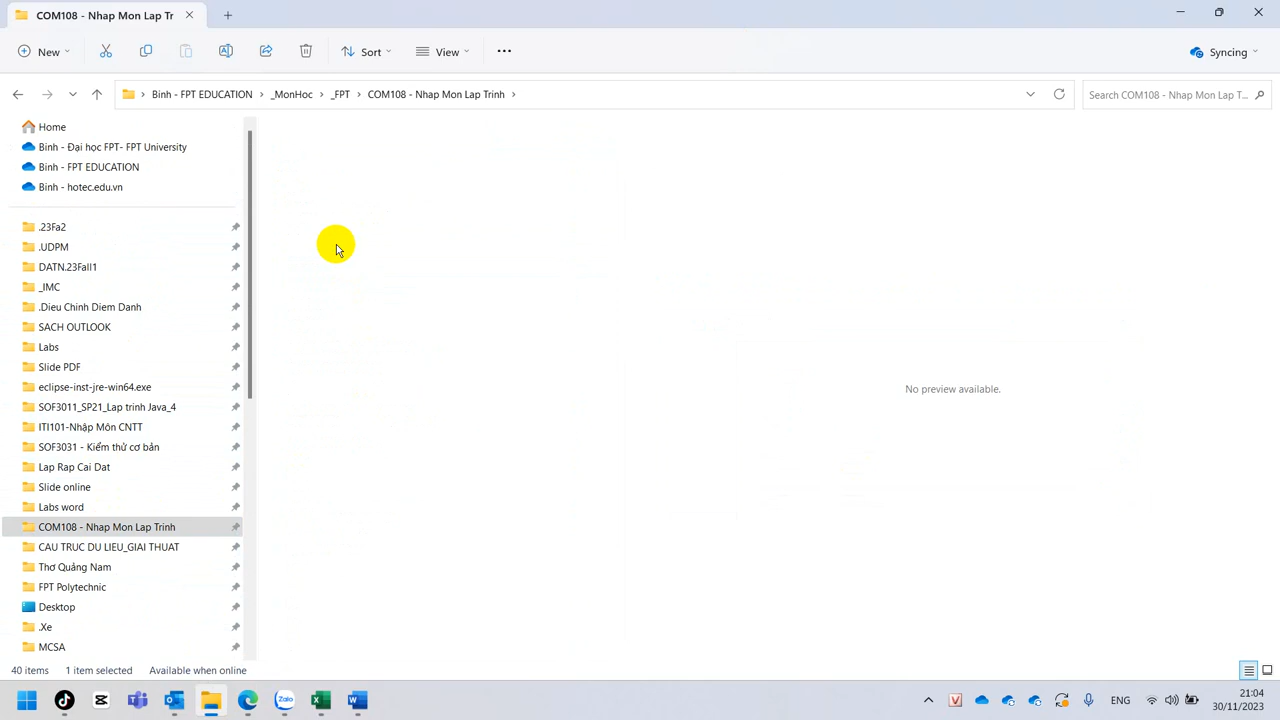 COM108 - Nhap Mon Lap Tr
New Sort View ••• Syncing
Binh - FPT EDUCATION > _MonHoc > _FPT > COM108 - Nhap Mon Lap Trinh >
Search COM108 - Nhap Mon Lap T...
Home
Binh - Đại học FPT- FPT University
Binh - FPT EDUCATION
Binh - hotec.edu.vn
.23Fa2
.UDPM
DATN.23Fall1
_IMC
.Dieu Chinh Diem Danh
SACH OUTLOOK
Labs
Slide PDF
eclipse-inst-jre-win64.exe
SOF3011_SP21_Lap trinh Java_4
ITI101-Nhập Môn CNTT
SOF3031 - Kiểm thử cơ bản
Lap Rap Cai Dat
Slide online
Labs word
COM108 - Nhap Mon Lap Trinh
CAU TRUC DU LIEU_GIAI THUAT
Thơ Quảng Nam
FPT Polytechnic
Desktop
.Xe
MCSA
No preview available.
40 items 1 item selected Available when online
Zalo
V
ENG
21:04
30/11/2023